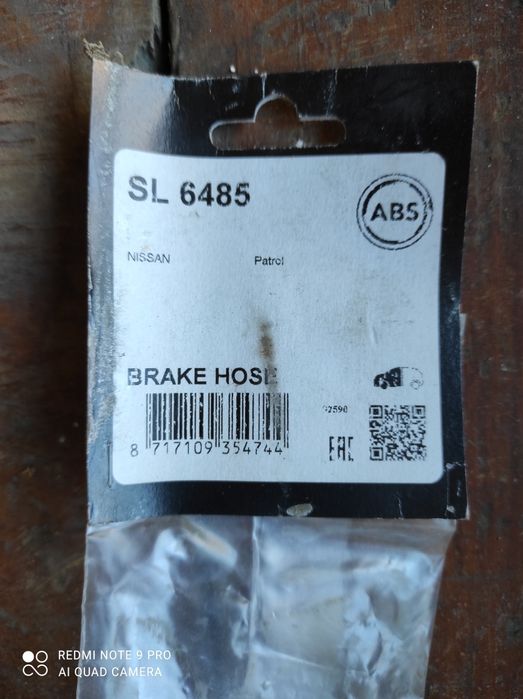 SL 6485
ABS
NISSAN Patrol
BRAKE HOSE
8 717109 354744
EAC
REDMI NOTE 9 PRO
AI QUAD CAMERA